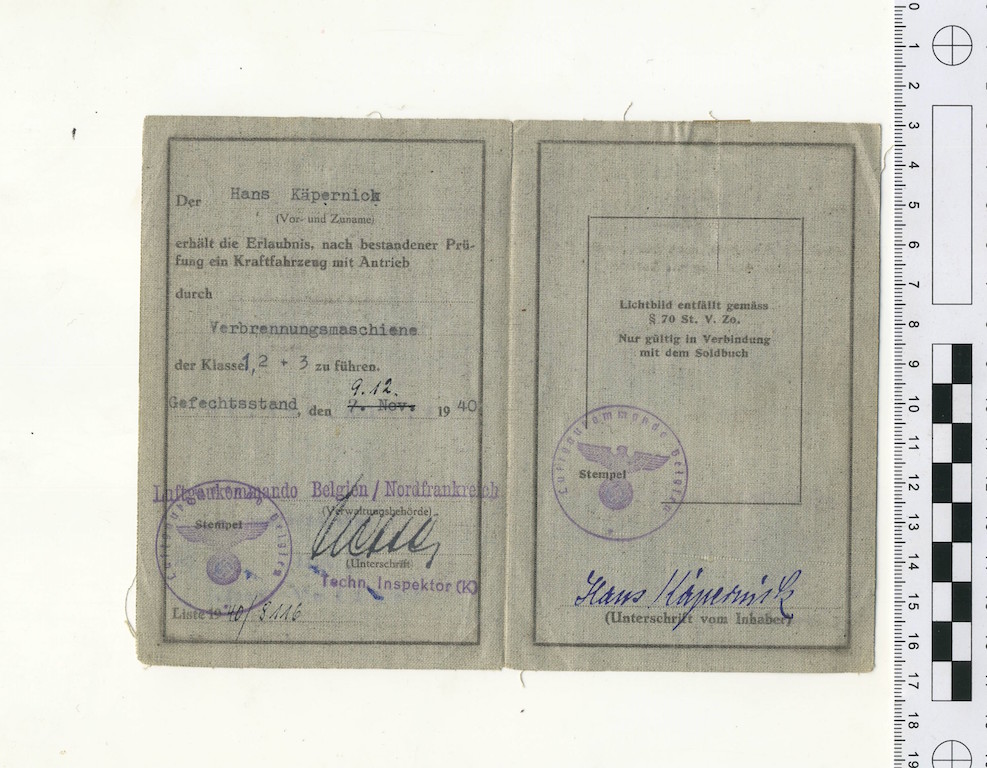 Der Hans Käpernick
(Vor- und Zuname)
erhält die Erlaubnis, nach bestandener Prü-
fung ein Kraftfahrzeug mit Antrieb
durch
Verbrennungsmaschiene
der Klasse 1, 2 + 3 zu führen.
Gefechtsstand, den 7. Nov. 9.12. 1940
Luftgaukommando Belgien / Nordfrankreich
(Verwaltungsbehörde)
Stempel
(Unterschrift)
Techn. Inspektor (K)
Liste 1940/
Luftgaukommando Belgien
Lichtbild entfällt gemäss
§ 70 St. V. Zo.
Nur gültig in Verbindung
mit dem Soldbuch
Luftgaukommando Belgien
Stempel
Hans Käpernick
(Unterschrift vom Inhaber)
0
1
2
3
4
5
6
7
8
9
10
11
12
13
14
15
16
17
18
19